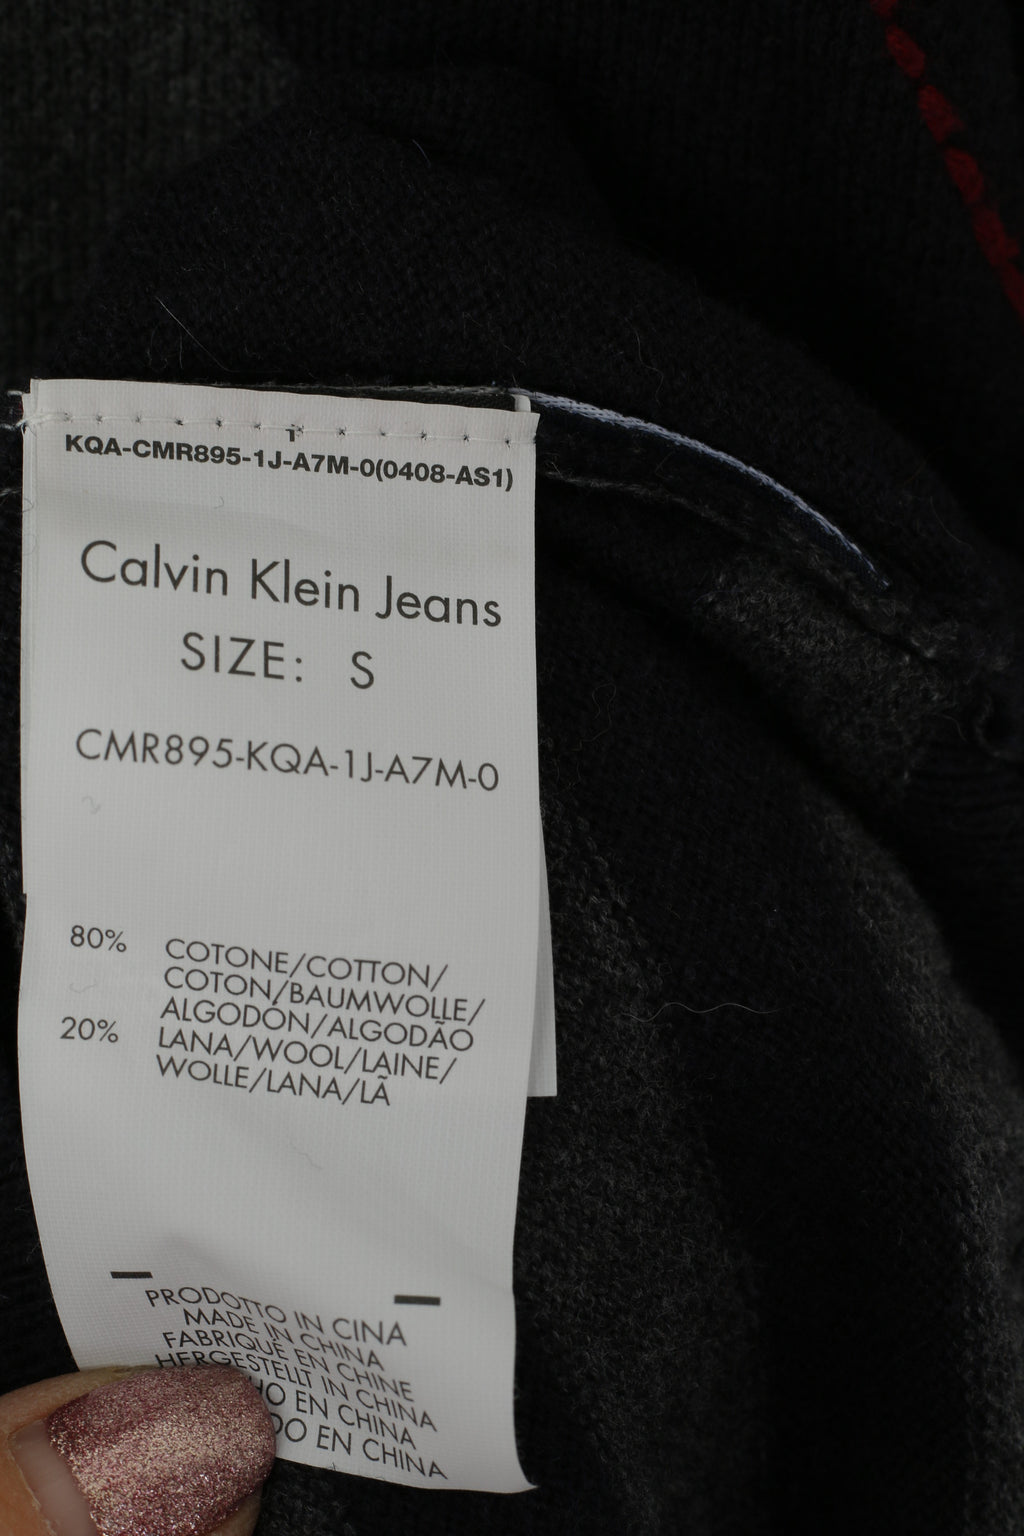 KQA-CMR895-1J-A7M-0(0408-AS1)
Calvin Klein Jeans
SIZE: S
CMR895-KQA-1J-A7M-0
80% COTONE/COTTON/
COTON/BAUMWOLLE/
ALGODÓN/ALGODÃO
20% LANA/WOOL/LAINE/
WOLLE/LANA/LÃ
PRODOTTO IN CINA
MADE IN CHINA
FABRIQUÉ EN CHINE
HERGESTELLT IN CHINA
EN CHINA
EN CHINA